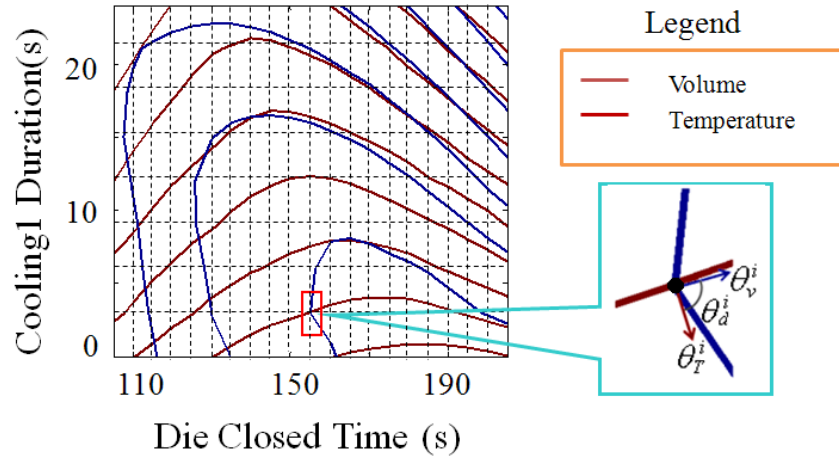 Cooling1 Duration(s)
20
10
0
110
150
190
Die Closed Time (s)
Legend
Volume
Temperature
θ_v^i
θ_d^i
θ_T^i